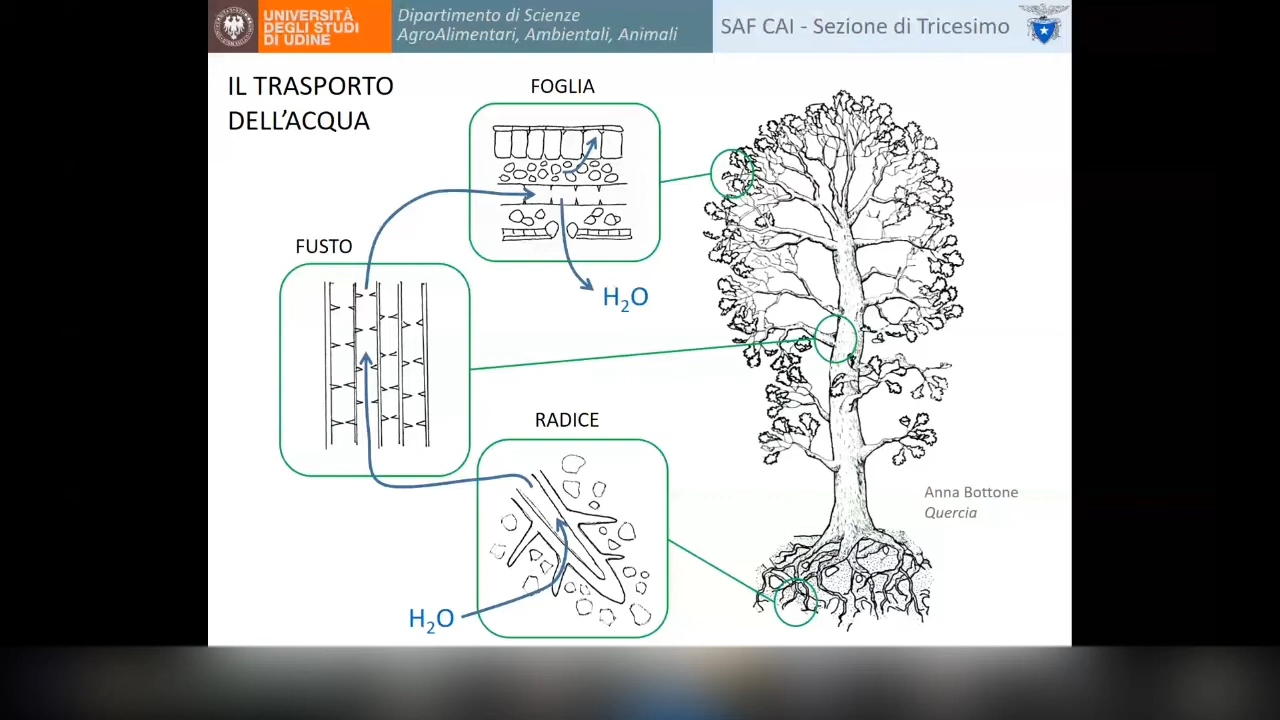 UNIVERSITÀ
DEGLI STUDI
DI UDINE
Dipartimento di Scienze
AgroAlimentari, Ambientali, Animali
SAF CAI - Sezione di Tricesimo
IL TRASPORTO
DELL'ACQUA
FOGLIA
H₂O
FUSTO
RADICE
H₂O
Anna Bottone
Quercia